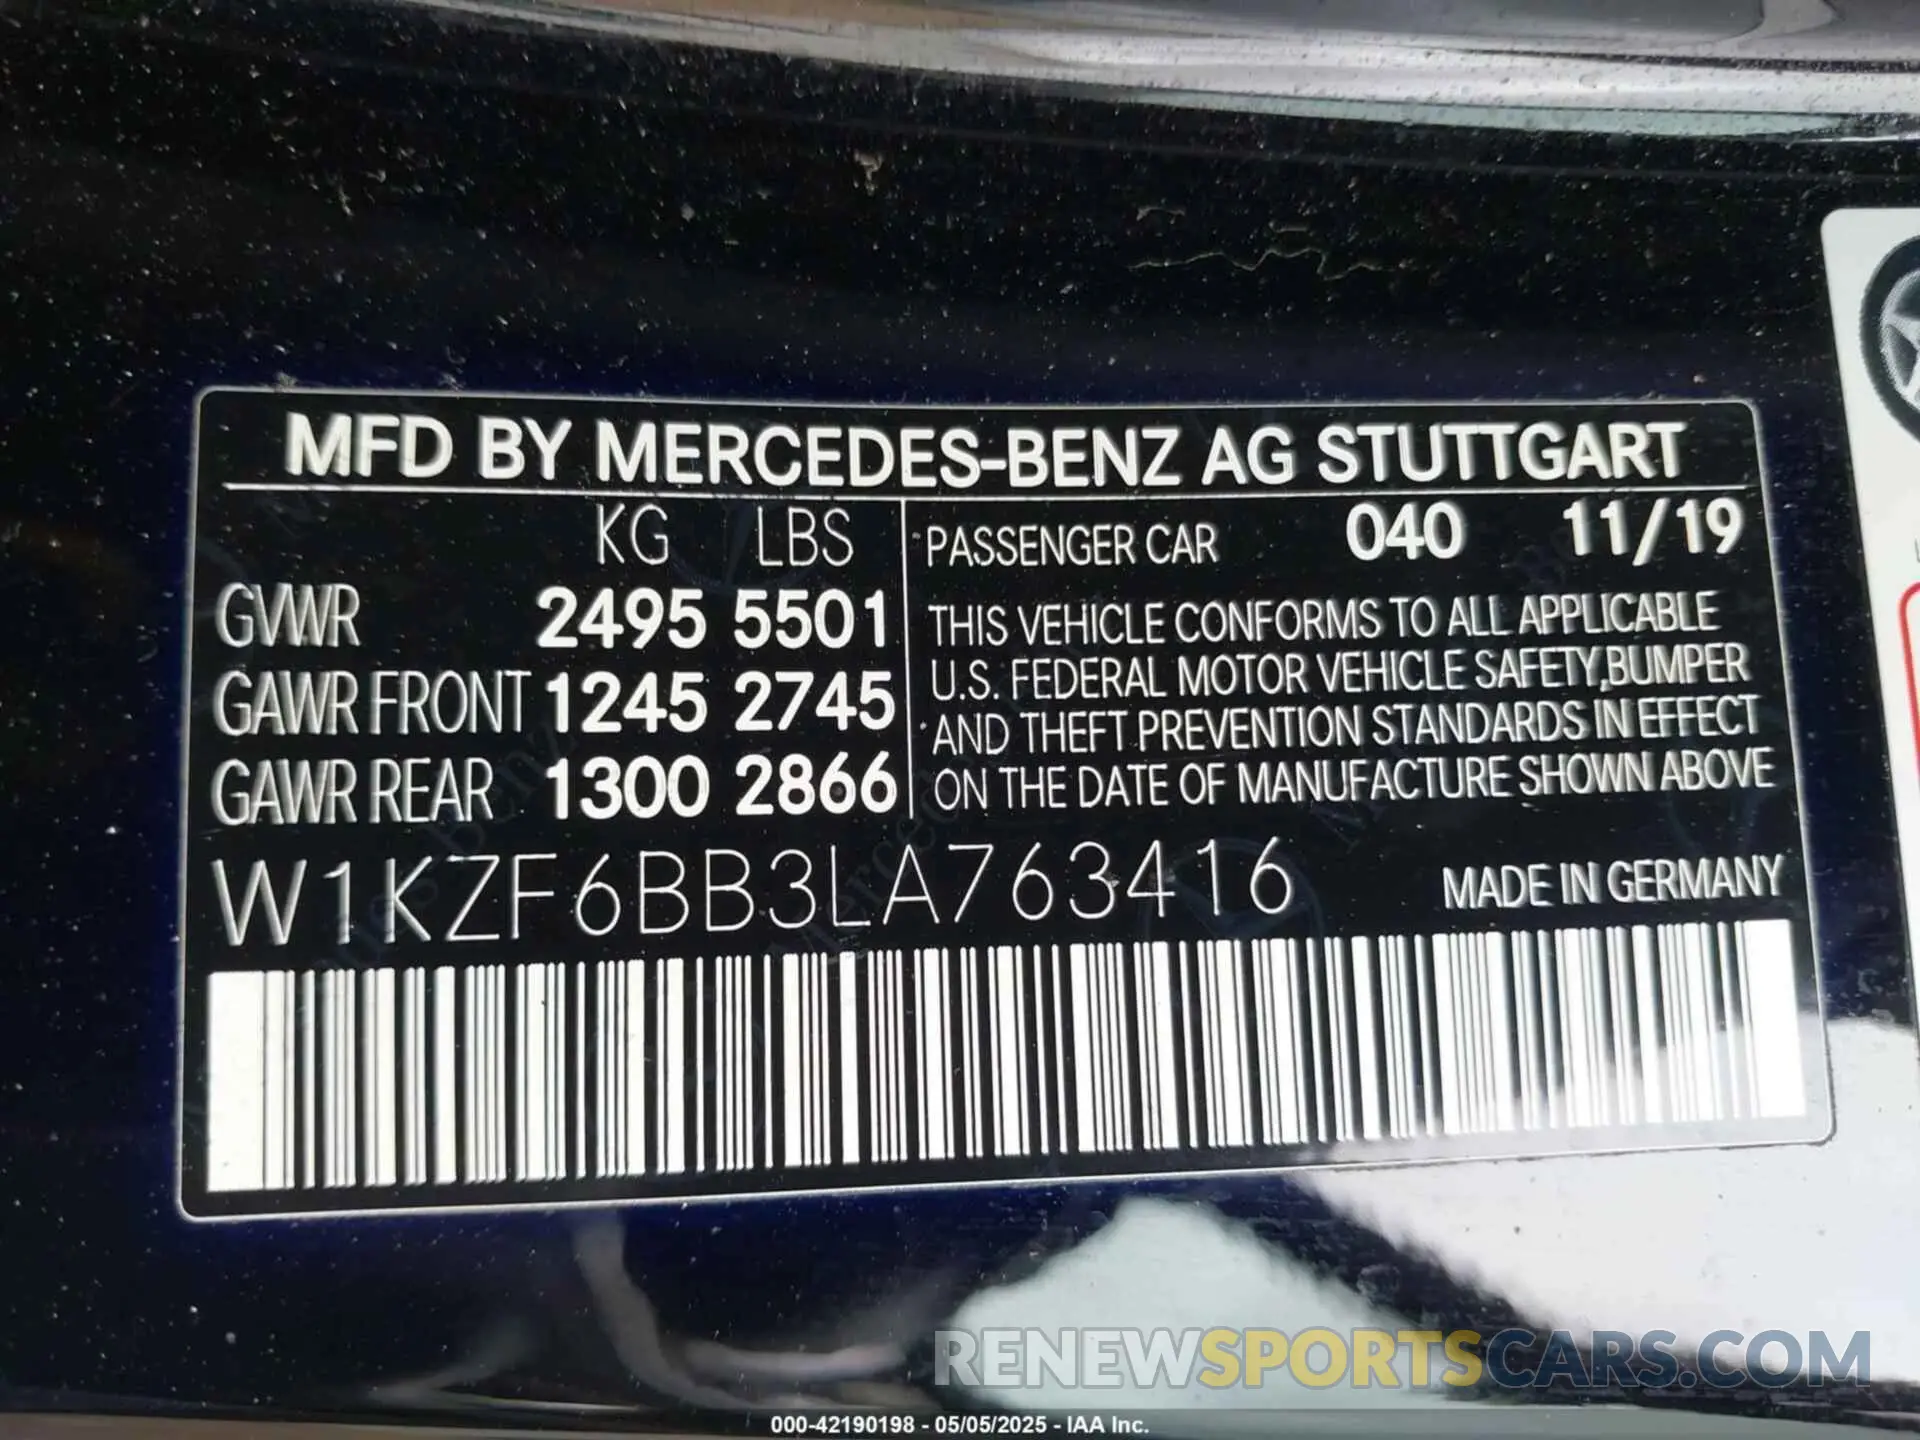 MFD BY MERCEDES-BENZ AG STUTTGART
KG LBS
GVWR 2495 5501
GAWR FRONT 1245 2745
GAWR REAR 1300 2866
PASSENGER CAR 040 11/19
THIS VEHICLE CONFORMS TO ALL APPLICABLE
U.S. FEDERAL MOTOR VEHICLE SAFETY, BUMPER
AND THEFT PREVENTION STANDARDS IN EFFECT
ON THE DATE OF MANUFACTURE SHOWN ABOVE
W1KZF6BB3LA763416
MADE IN GERMANY
RENEWSPORTSCARS.COM
000-42190198 - 05/05/2025 - IAA Inc.